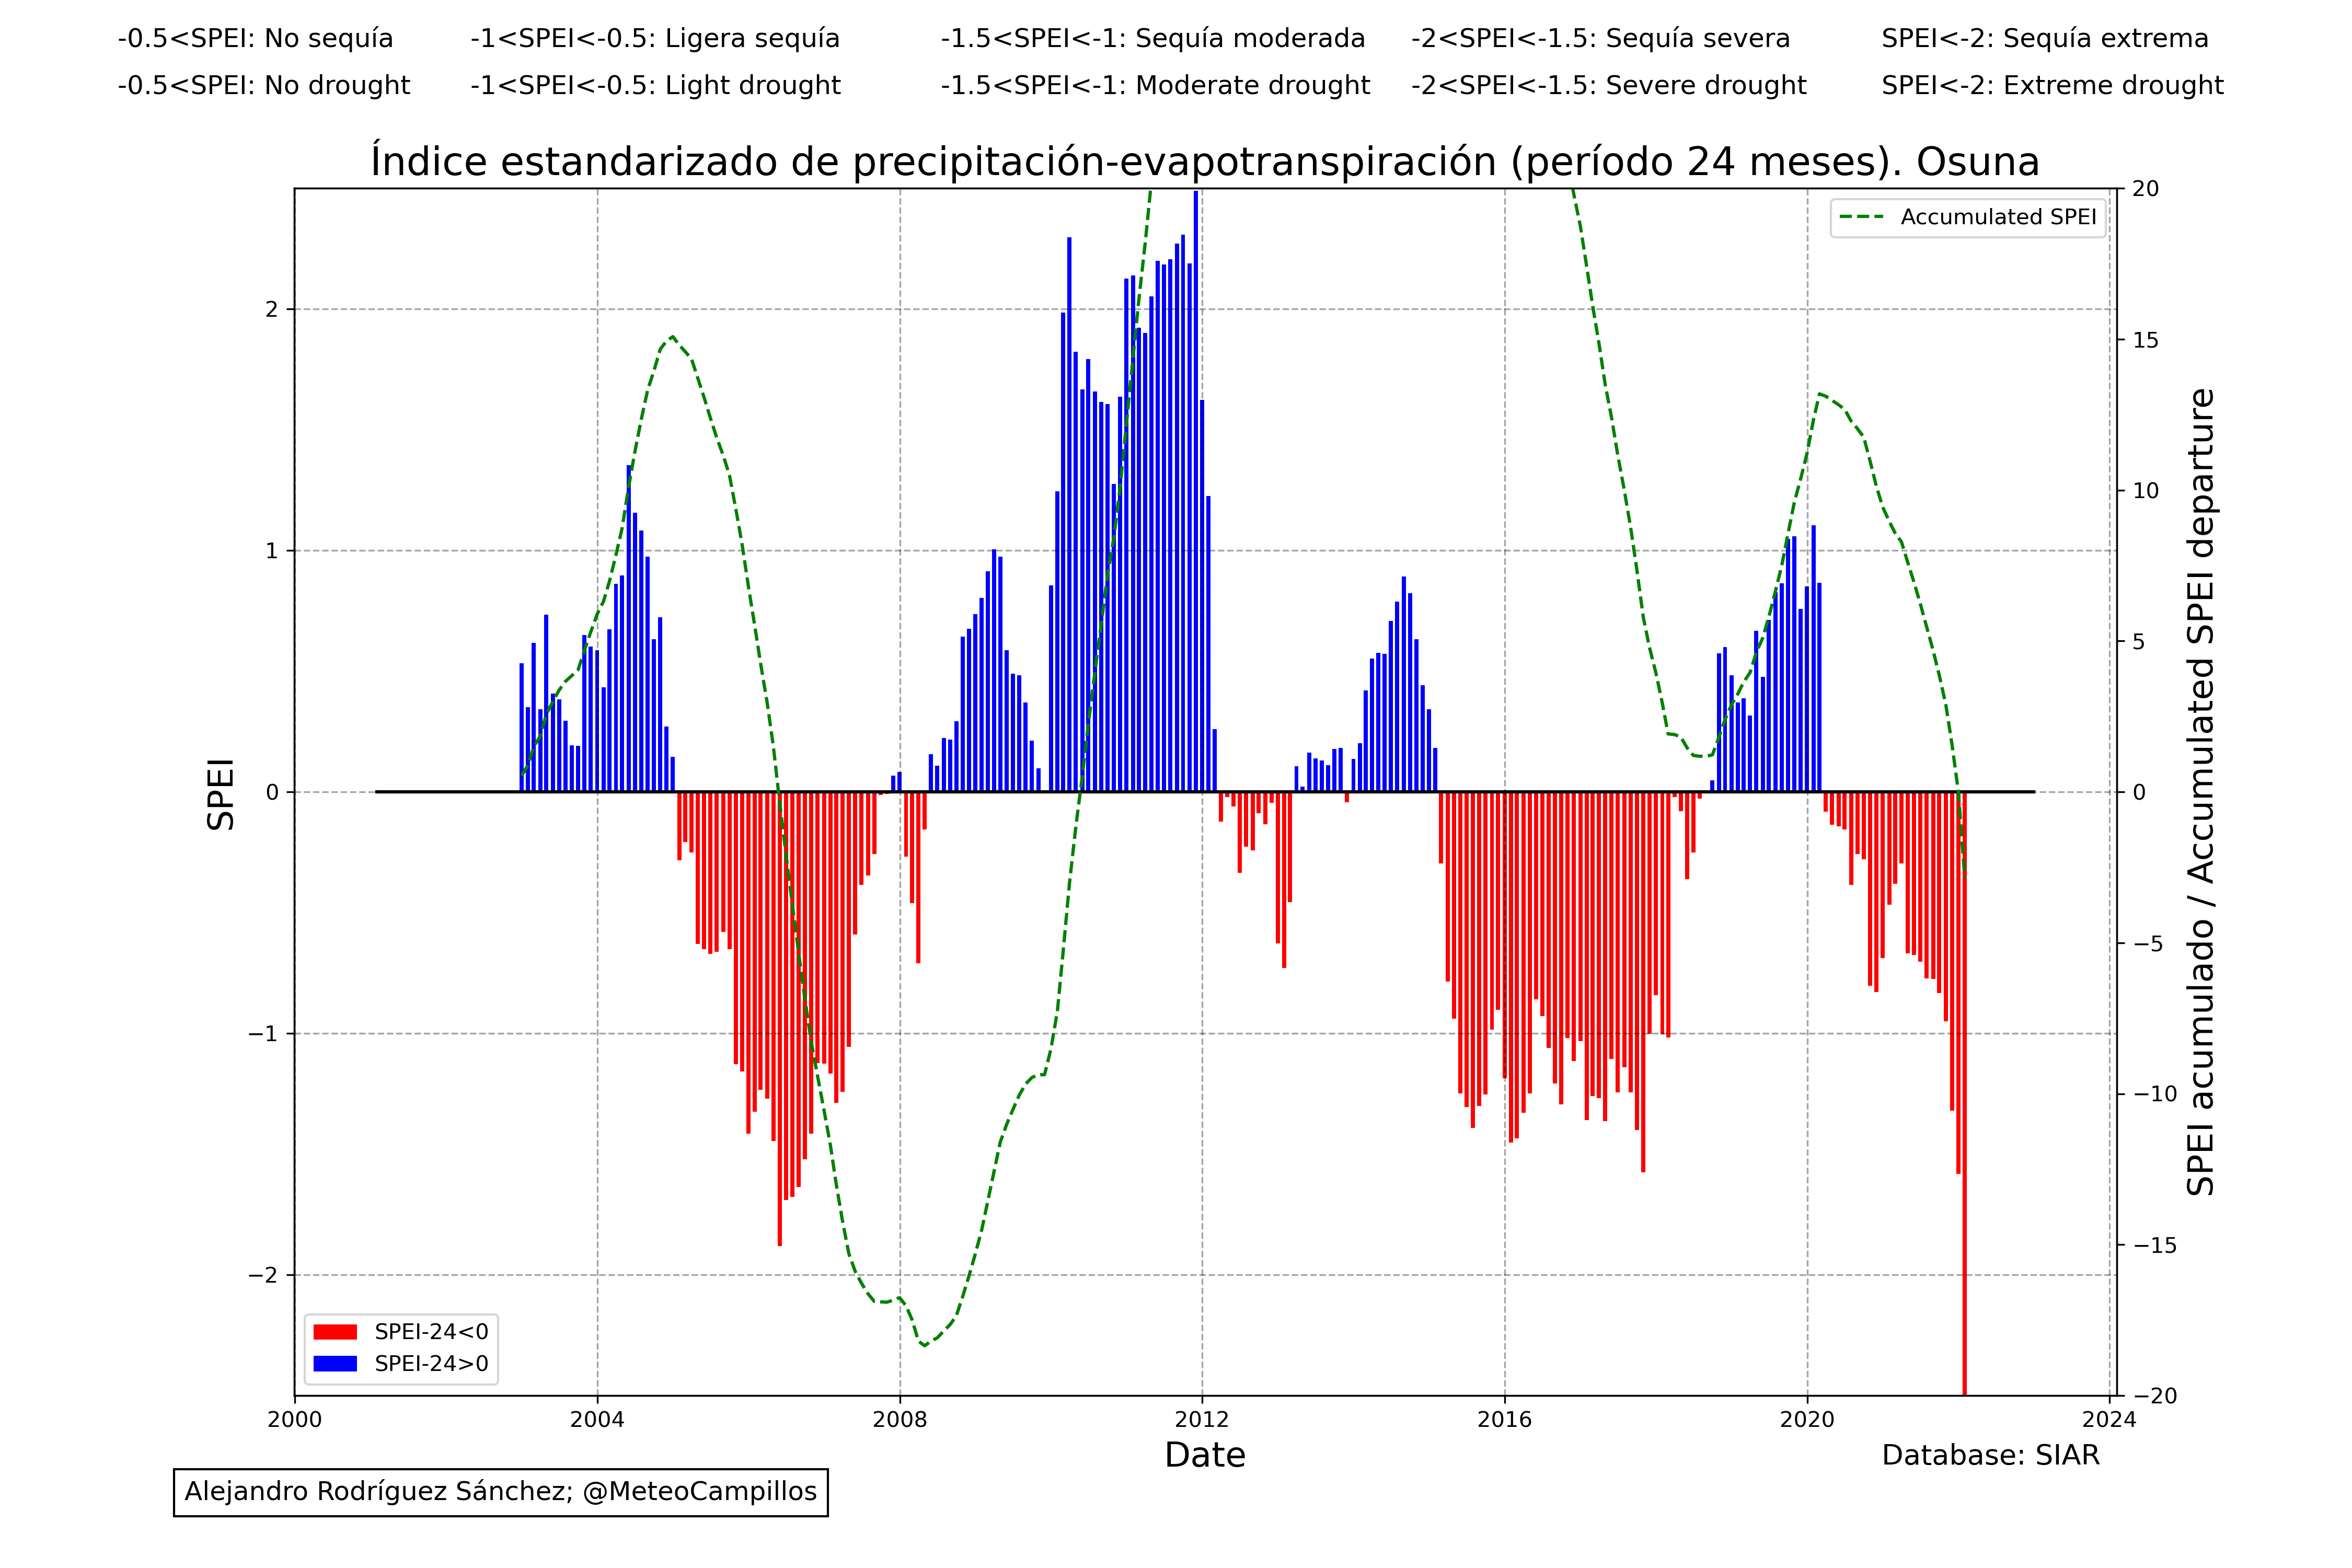 -0.5<SPEI: No sequía -1<SPEI<-0.5: Ligera sequía -1.5<SPEI<-1: Sequía moderada -2<SPEI<-1.5: Sequía severa SPEI<-2: Sequía extrema
-0.5<SPEI: No drought -1<SPEI<-0.5: Light drought -1.5<SPEI<-1: Moderate drought -2<SPEI<-1.5: Severe drought SPEI<-2: Extreme drought
Índice estandarizado de precipitación-evapotranspiración (período 24 meses). Osuna
Accumulated SPEI
SPEI
2
1
0
−1
−2
20
15
10
5
0
−5
−10
−15
−20
SPEI acumulado / Accumulated SPEI departure
SPEI-24<0
SPEI-24>0
2000 2004 2008 2012 2016 2020 2024
Date
Database: SIAR
Alejandro Rodríguez Sánchez; @MeteoCampillos